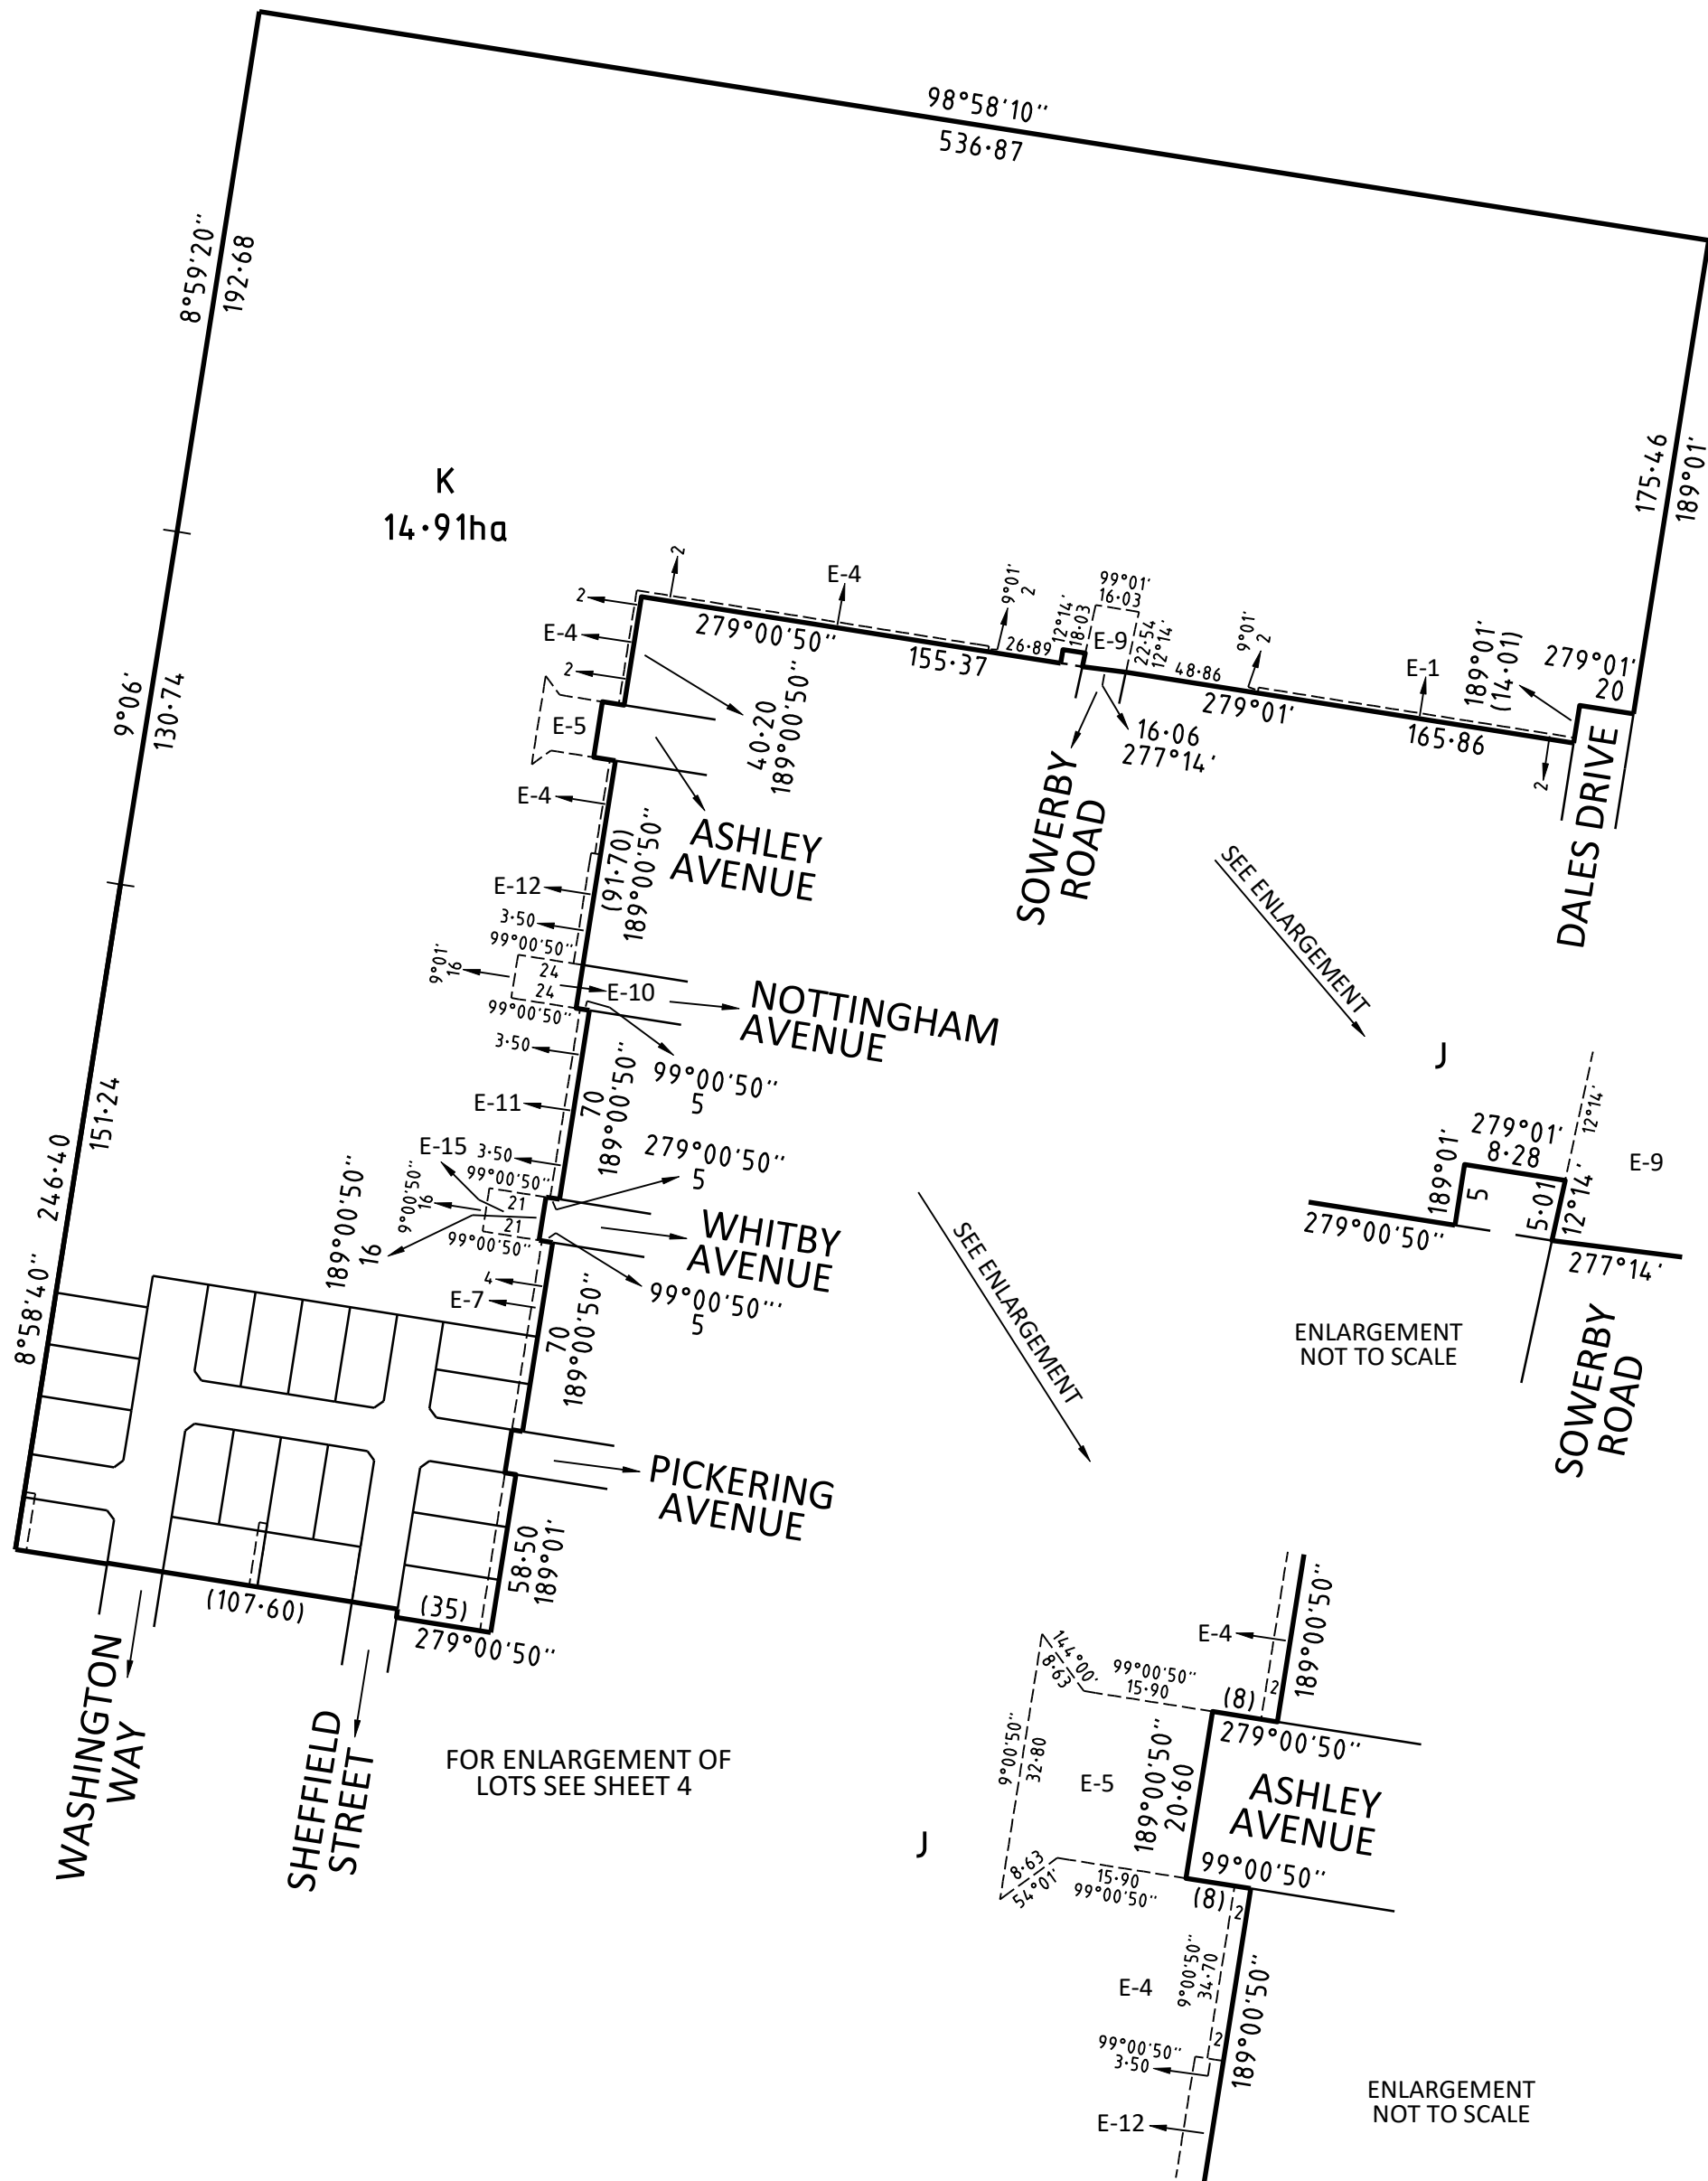 98°58'10"
536·87
8°59'20"
192·68
175·46
189°01'
K
14·91ha
9°06'
130·74
2
2
E-4
2
E-5
E-4
279°00'50"
155·37
E-4
9°01'
2
26·89
12°14'
18·03
99°01'
16·03
E-9
22·54
12°14'
48·86
9°01'
2
279°01'
165·86
E-1
2
189°01'
(14·01)
279°01'
20
16·06
277°14'
40·20
189°00'50"
ASHLEY
AVENUE
SOWERBY
ROAD
DALES DRIVE
SEE ENLARGEMENT
(91·70)
189°00'50"
E-12
3·50
99°00'50"
9°01'
16
24
24
E-10
99°00'50"
NOTTINGHAM
AVENUE
3·50
99°00'50"
5
70
189°00'50"
E-11
279°00'50"
5
E-15
3·50
99°00'50"
9°00'50"
16
21
21
99°00'50"
189°00'50"
16
WHITBY
AVENUE
4
E-7
99°00'50"'
5
70
189°00'50"
151·24
246·40
8°58'40"
PICKERING
AVENUE
58·50
189°01'
(107·60)
(35)
279°00'50"
WASHINGTON
WAY
SHEFFIELD
STREET
FOR ENLARGEMENT OF
LOTS SEE SHEET 4
SEE ENLARGEMENT
J
279°01'
8·28
12°14'
E-9
189°01'
5
5·01
12°14'
279°00'50"
277°14'
ENLARGEMENT
NOT TO SCALE
SOWERBY
ROAD
E-4
189°00'50"
144°00'
8·63
99°00'50"
15·90
(8)
2
279°00'50"
9°00'50"
32·80
E-5
189°00'50"
20·60
ASHLEY
AVENUE
J
8·63
54°01'
15·90
99°00'50"
99°00'50"
(8)
2
9°00'50"
34·70
E-4
189°00'50"
99°00'50"
3·50
2
E-12
ENLARGEMENT
NOT TO SCALE